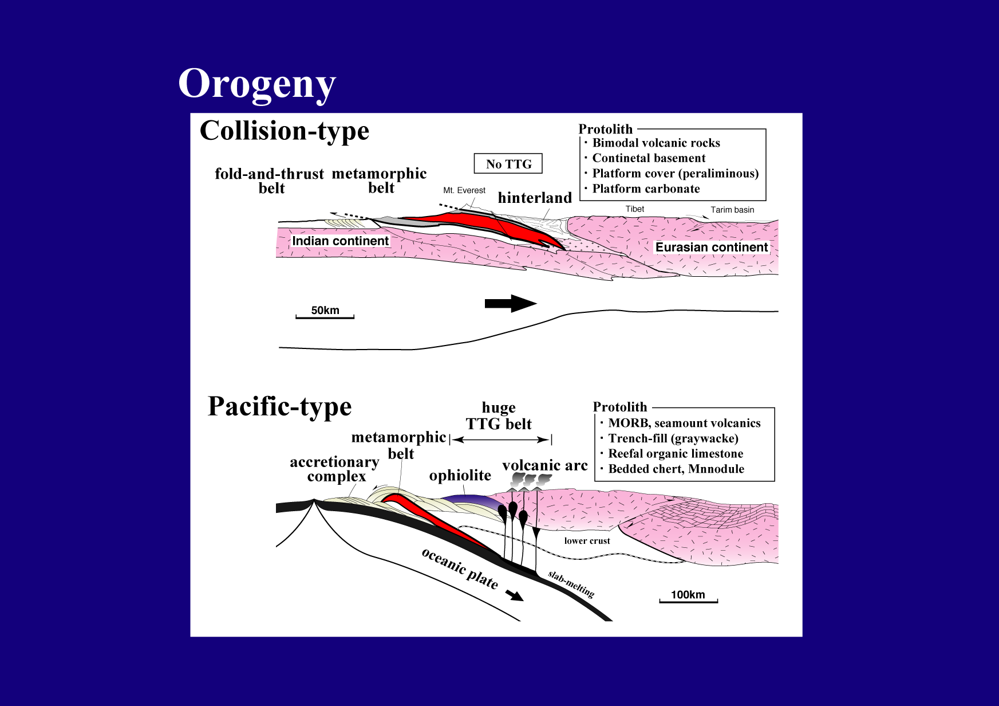 Orogeny
Collision-type
Protolith
・Bimodal volcanic rocks
・Continetal basement
・Platform cover (peraliminous)
・Platform carbonate
No TTG
fold-and-thrust
belt
metamorphic
belt
Mt. Everest
hinterland
Tibet
Tarim basin
Indian continent
Eurasian continent
50km
Pacific-type
huge
TTG belt
Protolith
・MORB, seamount volcanics
・Trench-fill (graywacke)
・Reefal organic limestone
・Bedded chert, Mnnodule
metamorphic
belt
accretionary
complex
ophiolite
volcanic arc
lower crust
oceanic plate
slab-melting
100km